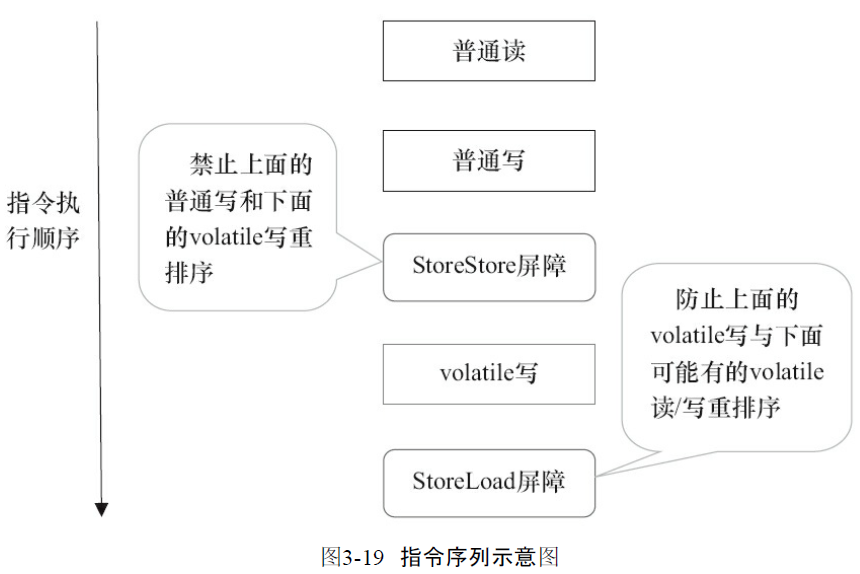 普通读
普通写
禁止上面的
普通写和下面
的volatile写重
排序
指令执
行顺序
StoreStore屏障
防止上面的
volatile写与下面
可能有的volatile
读/写重排序
volatile写
StoreLoad屏障
图3-19 指令序列示意图